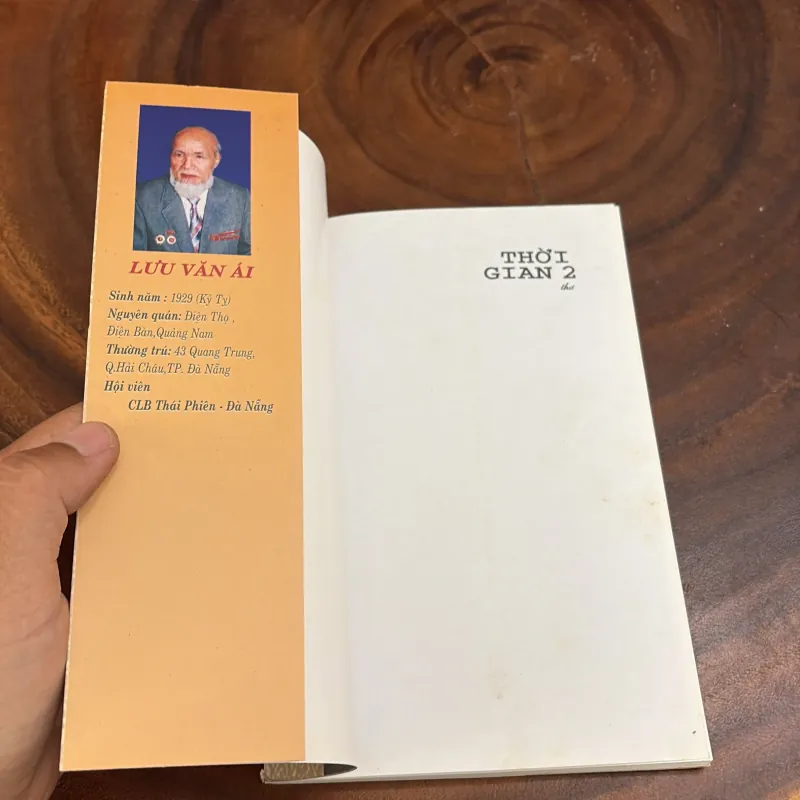 LƯU VĂN ÁI
Sinh năm : 1929 (Kỷ Tỵ)
Nguyên quán: Điện Thọ ,
Điện Bàn,Quảng Nam
Thường trú: 43 Quang Trung,
Q.Hải Châu,TP. Đà Nẵng
Hội viên
CLB Thái Phiên - Đà Nẵng
THỜI
GIAN 2
thơ